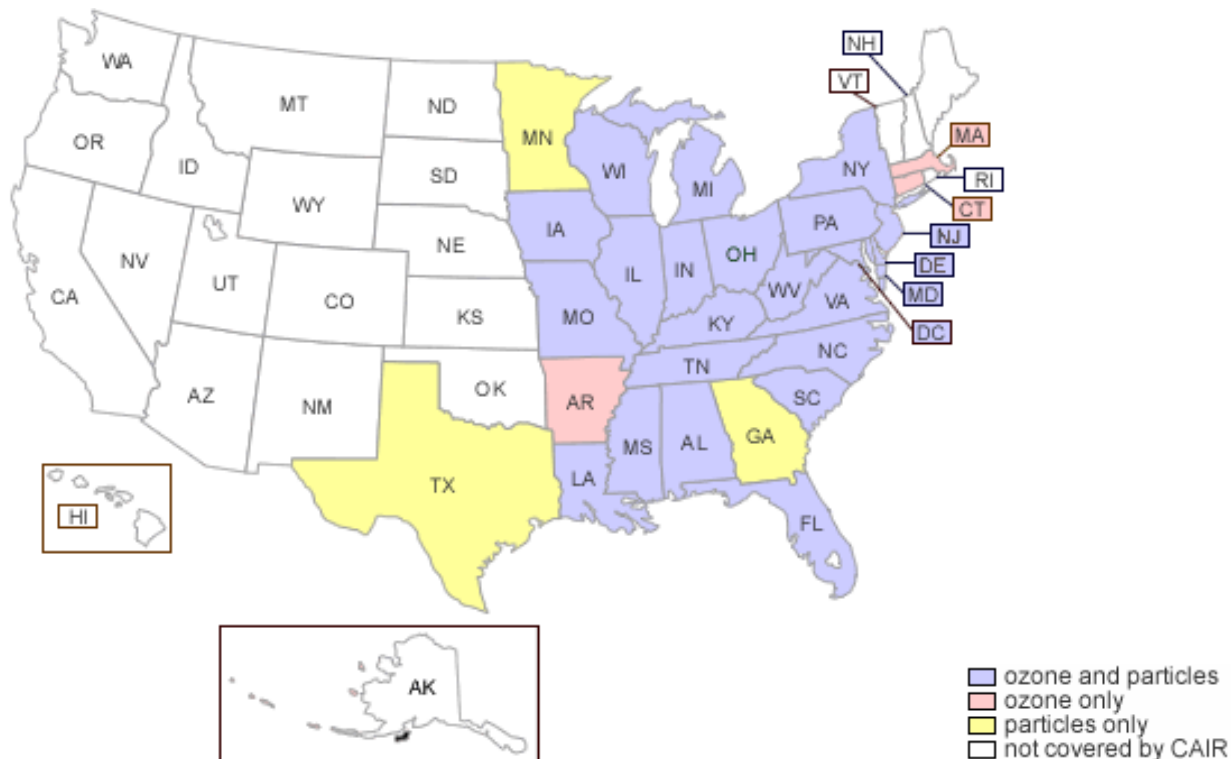 NH
WA
VT
MT
ND
MN
OR
MA
ID
SD
WI
NY
RI
MI
WY
CT
PA
IA
NJ
NE
OH
NV
IL
IN
DE
UT
WV
CA
CO
MD
VA
KS
MO
KY
DC
NC
TN
OK
AZ
AR
SC
NM
GA
MS
AL
LA
TX
HI
FL
AK
ozone and particles
ozone only
particles only
not covered by CAIR